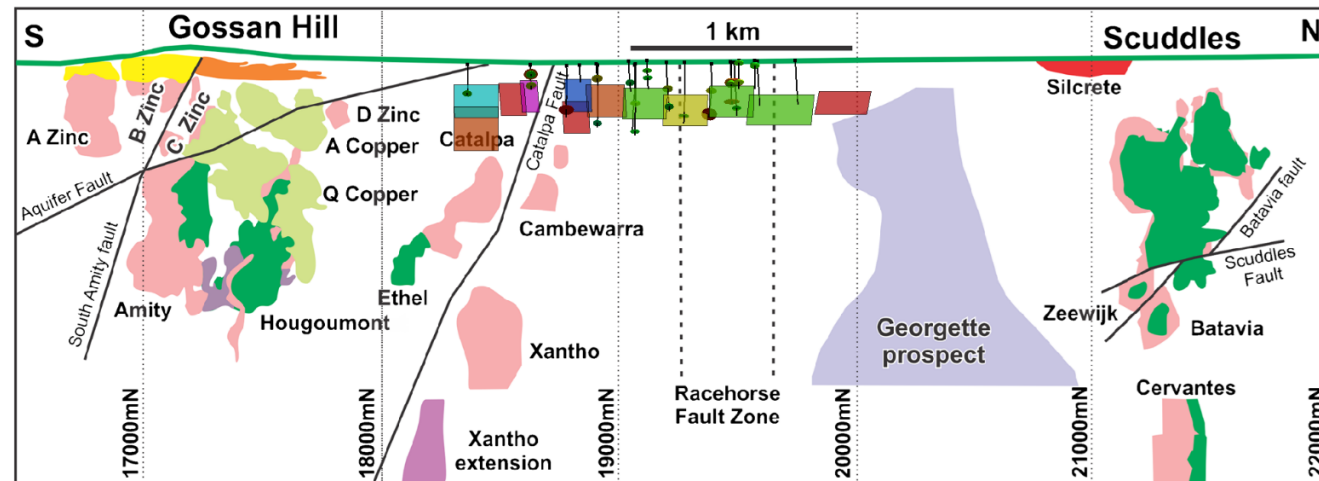 S
Gossan Hill
1 km
Scuddles
N
Silcrete
A Zinc
B Zinc
C Zinc
D Zinc
A Copper
Q Copper
Catalpa
Catalpa Fault
Aquifer Fault
South Amity fault
Cambewarra
Ethel
Amity
Hougoumont
Xantho
Xantho
extension
Racehorse
Fault Zone
Georgette
prospect
Batavia fault
Scuddles
Fault
Zeewijk
Batavia
Cervantes
17000mN
18000mN
19000mN
20000mN
21000mN
22000mN